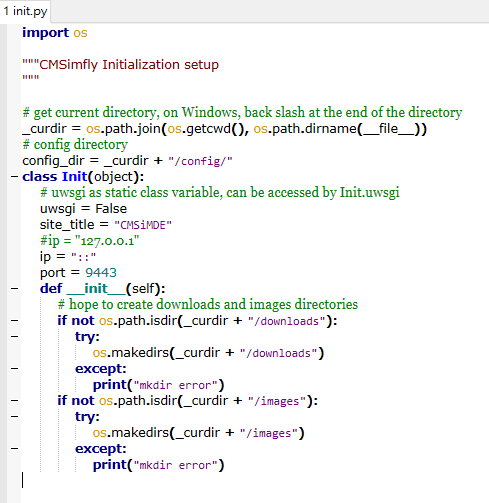 1 init.py
import os
"""CMSimfly Initialization setup
"""
# get current directory, on Windows, back slash at the end of the directory
_curdir = os.path.join(os.getcwd(), os.path.dirname(__file__))
# config directory
config_dir = _curdir + "/config/"
class Init(object):
# uwsgi as static class variable, can be accessed by Init.uwsgi
uwsgi = False
site_title = "CMSiMDE"
#ip = "127.0.0.1"
ip = "::"
port = 9443
def __init__(self):
# hope to create downloads and images directories
if not os.path.isdir(_curdir + "/downloads"):
try:
os.makedirs(_curdir + "/downloads")
except:
print("mkdir error")
if not os.path.isdir(_curdir + "/images"):
try:
os.makedirs(_curdir + "/images")
except:
print("mkdir error")